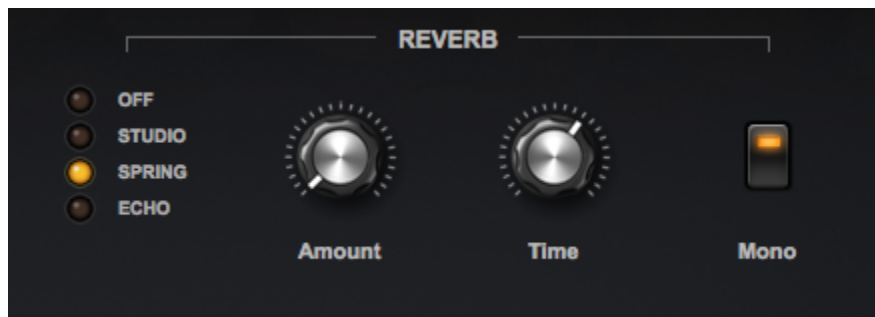 REVERB
OFF
STUDIO
SPRING
ECHO
Amount
Time
Mono